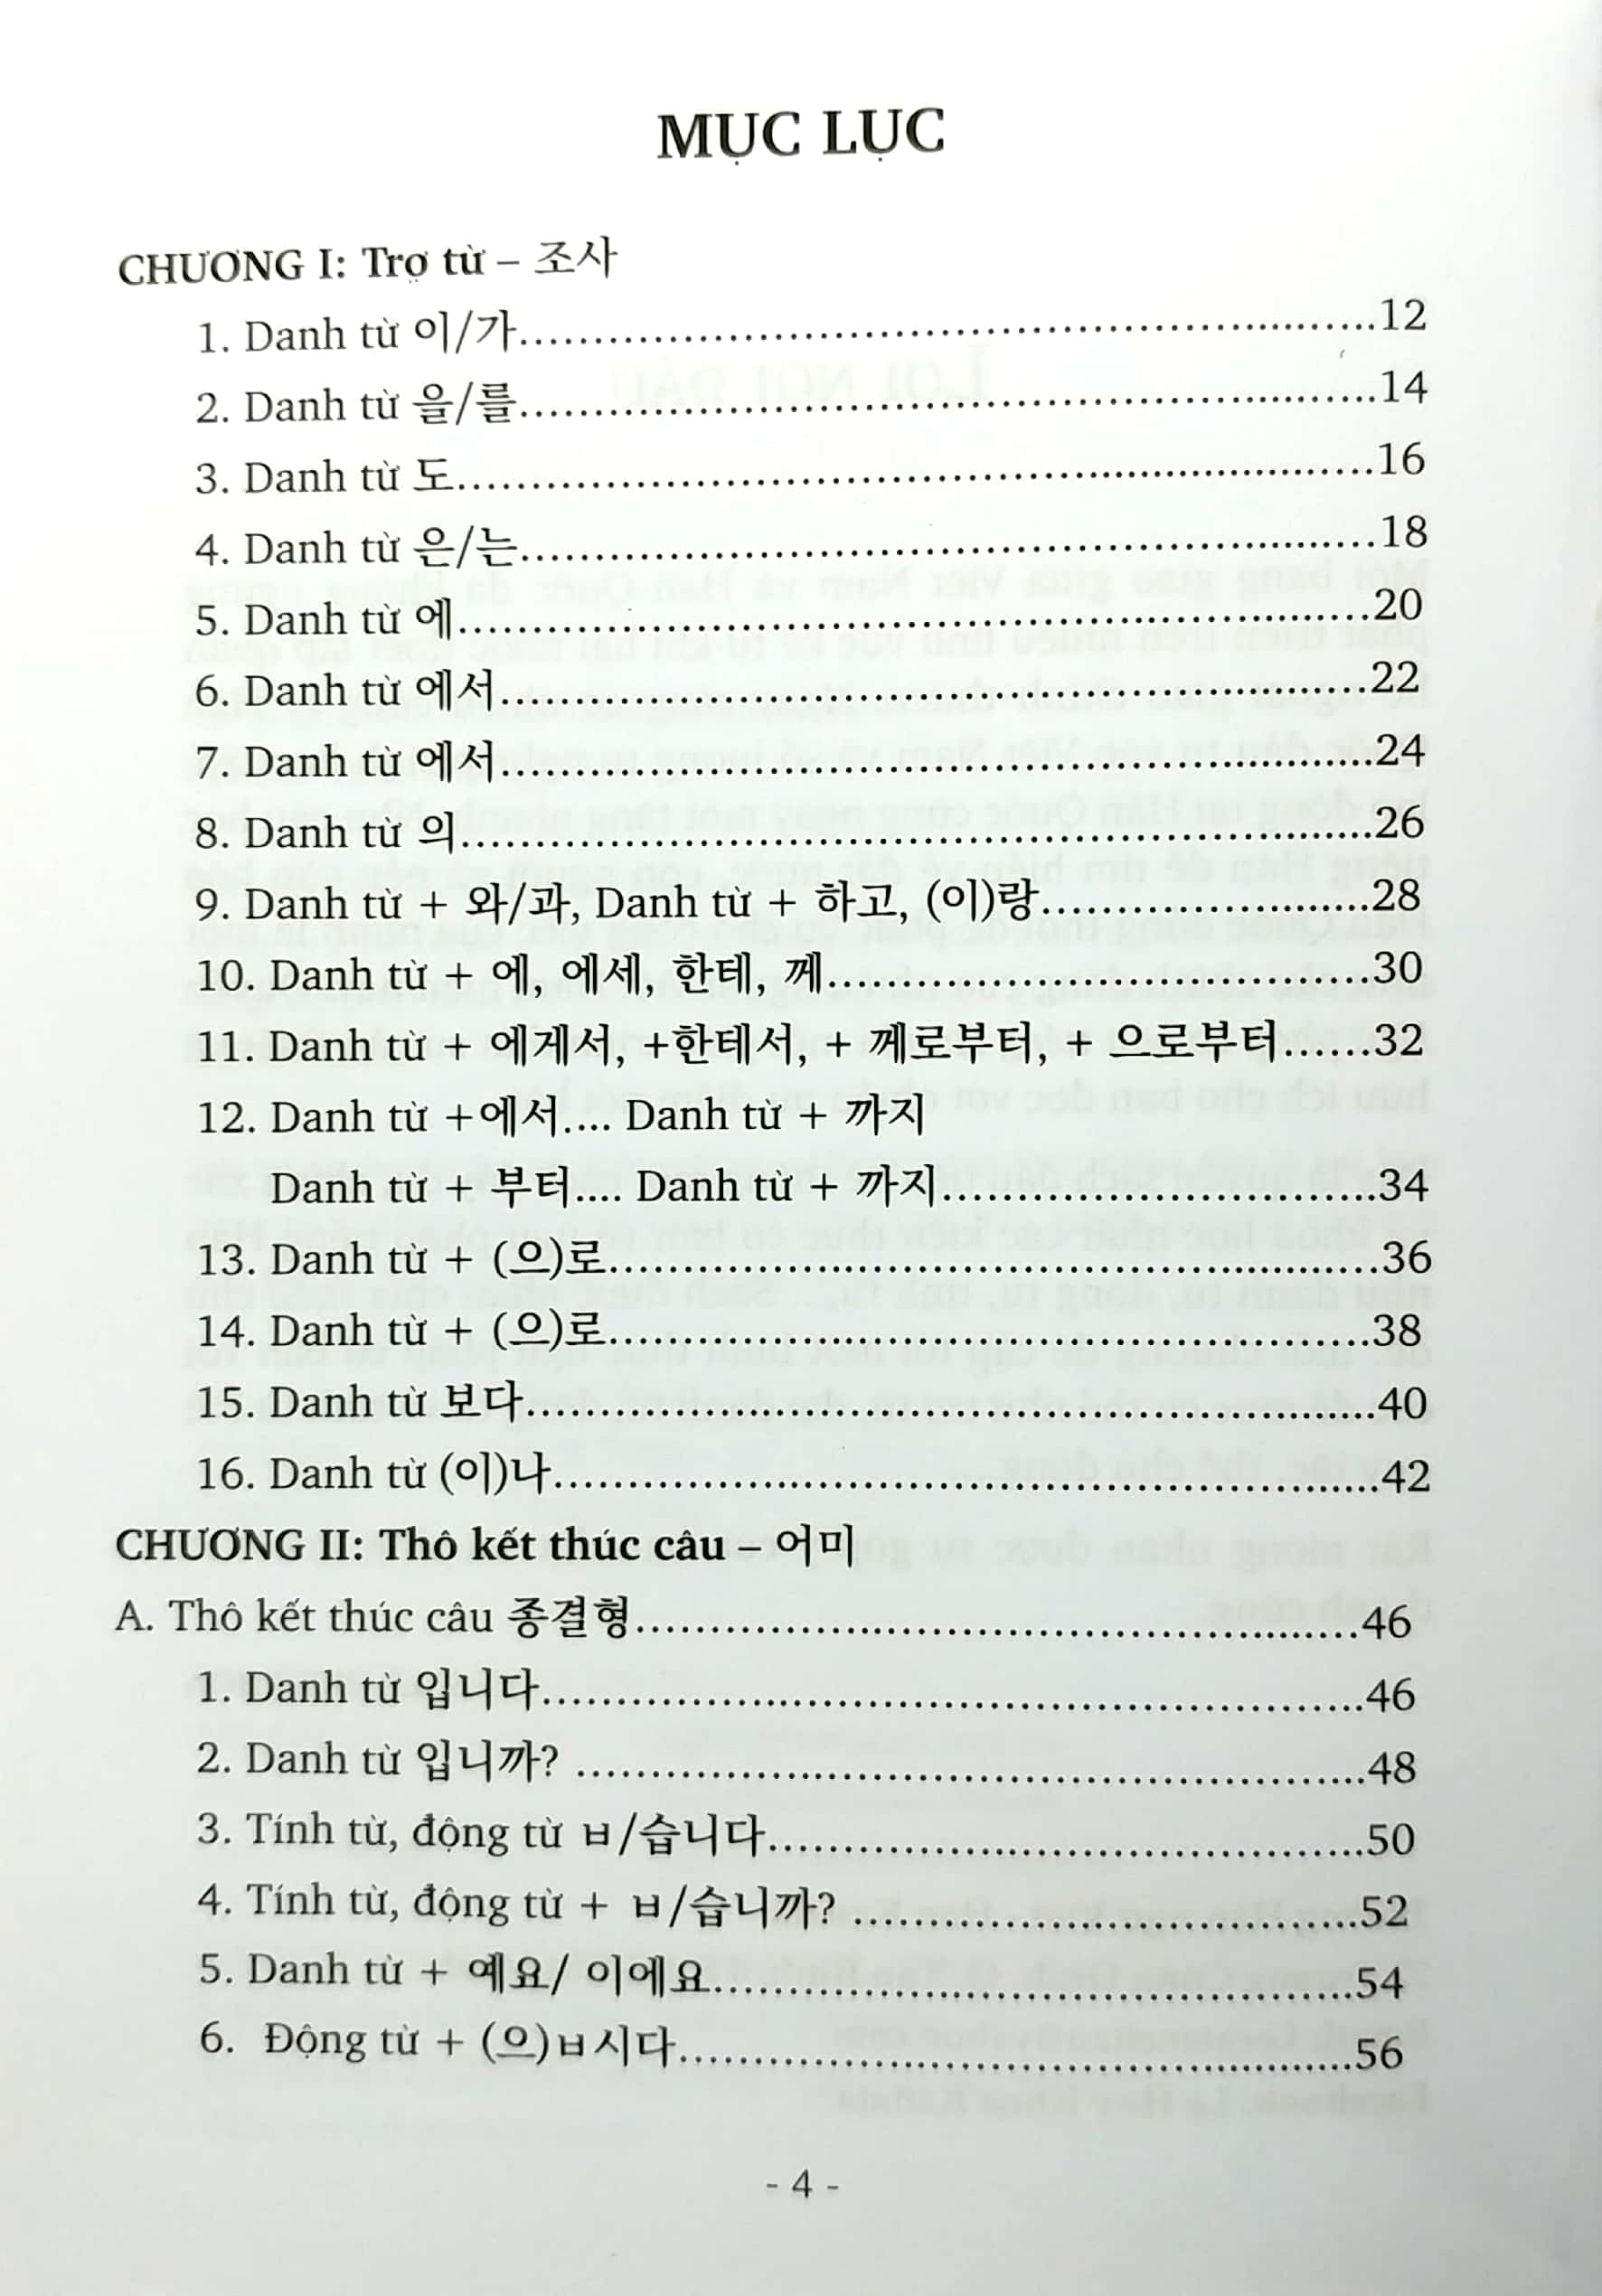 MỤC LỤC
CHƯƠNG I: Trợ từ – 조사
1. Danh từ 이/가........................................................12
2. Danh từ 을/를........................................................14
3. Danh từ 도........................................................16
4. Danh từ 은/는........................................................18
5. Danh từ 에........................................................20
6. Danh từ 에서........................................................22
7. Danh từ 에서........................................................24
8. Danh từ 의........................................................26
9. Danh từ + 와/과, Danh từ + 하고, (이)랑......................28
10. Danh từ + 에, 에세, 한테, 께....................................30
11. Danh từ + 에게서, +한테서, + 께로부터, + 으로부터......32
12. Danh từ +에서.... Danh từ + 까지
Danh từ + 부터.... Danh từ + 까지..............................34
13. Danh từ + (으)로....................................................36
14. Danh từ + (으)로....................................................38
15. Danh từ 보다........................................................40
16. Danh từ (이)나........................................................42
CHƯƠNG II: Thô kết thúc câu – 어미
A. Thô kết thúc câu 종결형................................................46
1. Danh từ 입니다........................................................46
2. Danh từ 입니까? ....................................................48
3. Tính từ, động từ ㅂ/습니다........................................50
4. Tính từ, động từ + ㅂ/습니까? ..................................52
5. Danh từ + 예요/ 이에요............................................54
6. Động từ + (으)ㅂ시다..............................................56
- 4 -